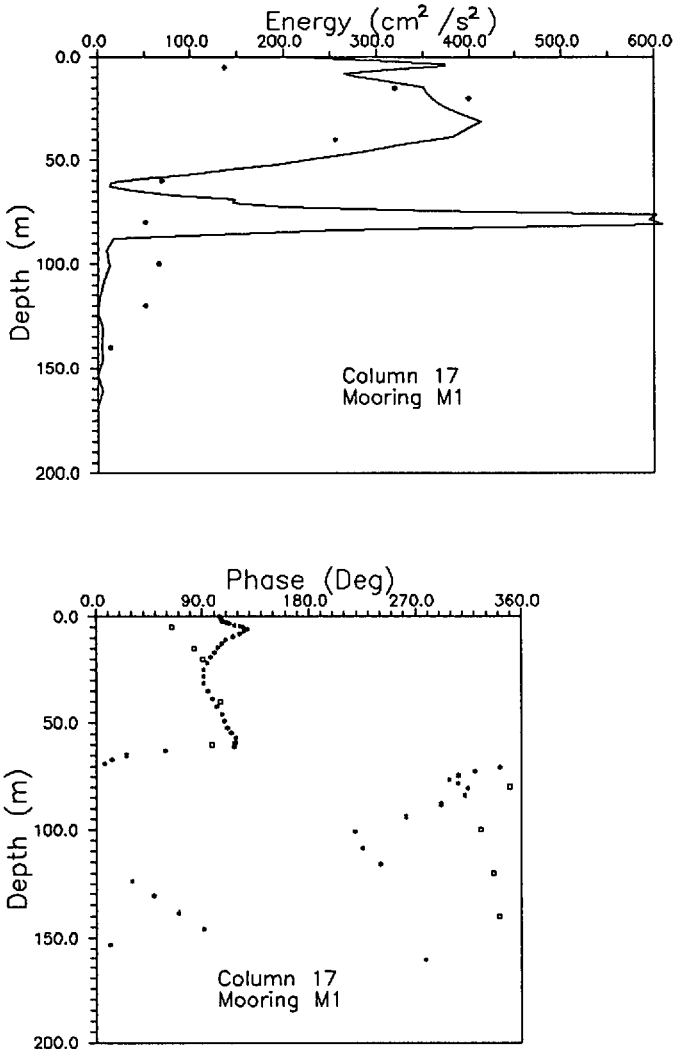 Energy (cm²/s²)
0.0 100.0 200.0 300.0 400.0 500.0 600.0
0.0
50.0
100.0
150.0
200.0
Depth (m)
Column 17
Mooring M1
Phase (Deg)
0.0 90.0 180.0 270.0 360.0
0.0
50.0
100.0
150.0
200.0
Depth (m)
Column 17
Mooring M1